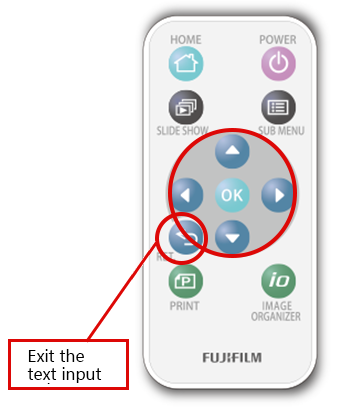 HOME POWER
SLIDE SHOW SUB MENU
OK
RET
P io
PRINT IMAGE
ORGANIZER
FUJIFILM
Exit the
text input